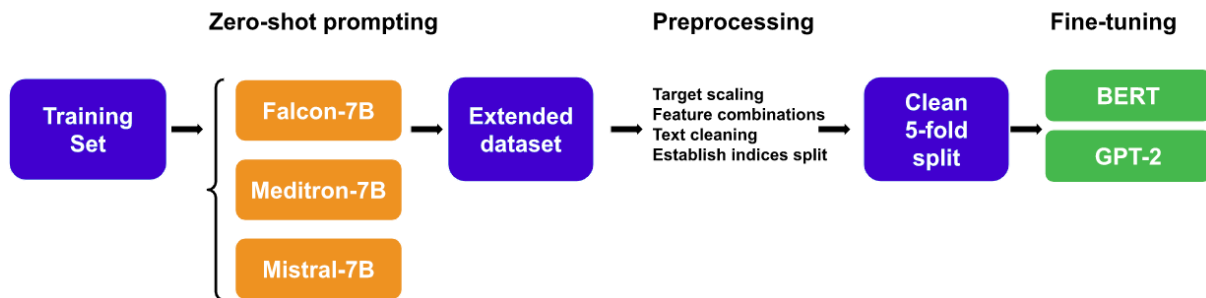 Zero-shot prompting
Preprocessing
Fine-tuning
Training
Set
Falcon-7B
Meditron-7B
Mistral-7B
Extended
dataset
Target scaling
Feature combinations
Text cleaning
Establish indices split
Clean
5-fold
split
BERT
GPT-2